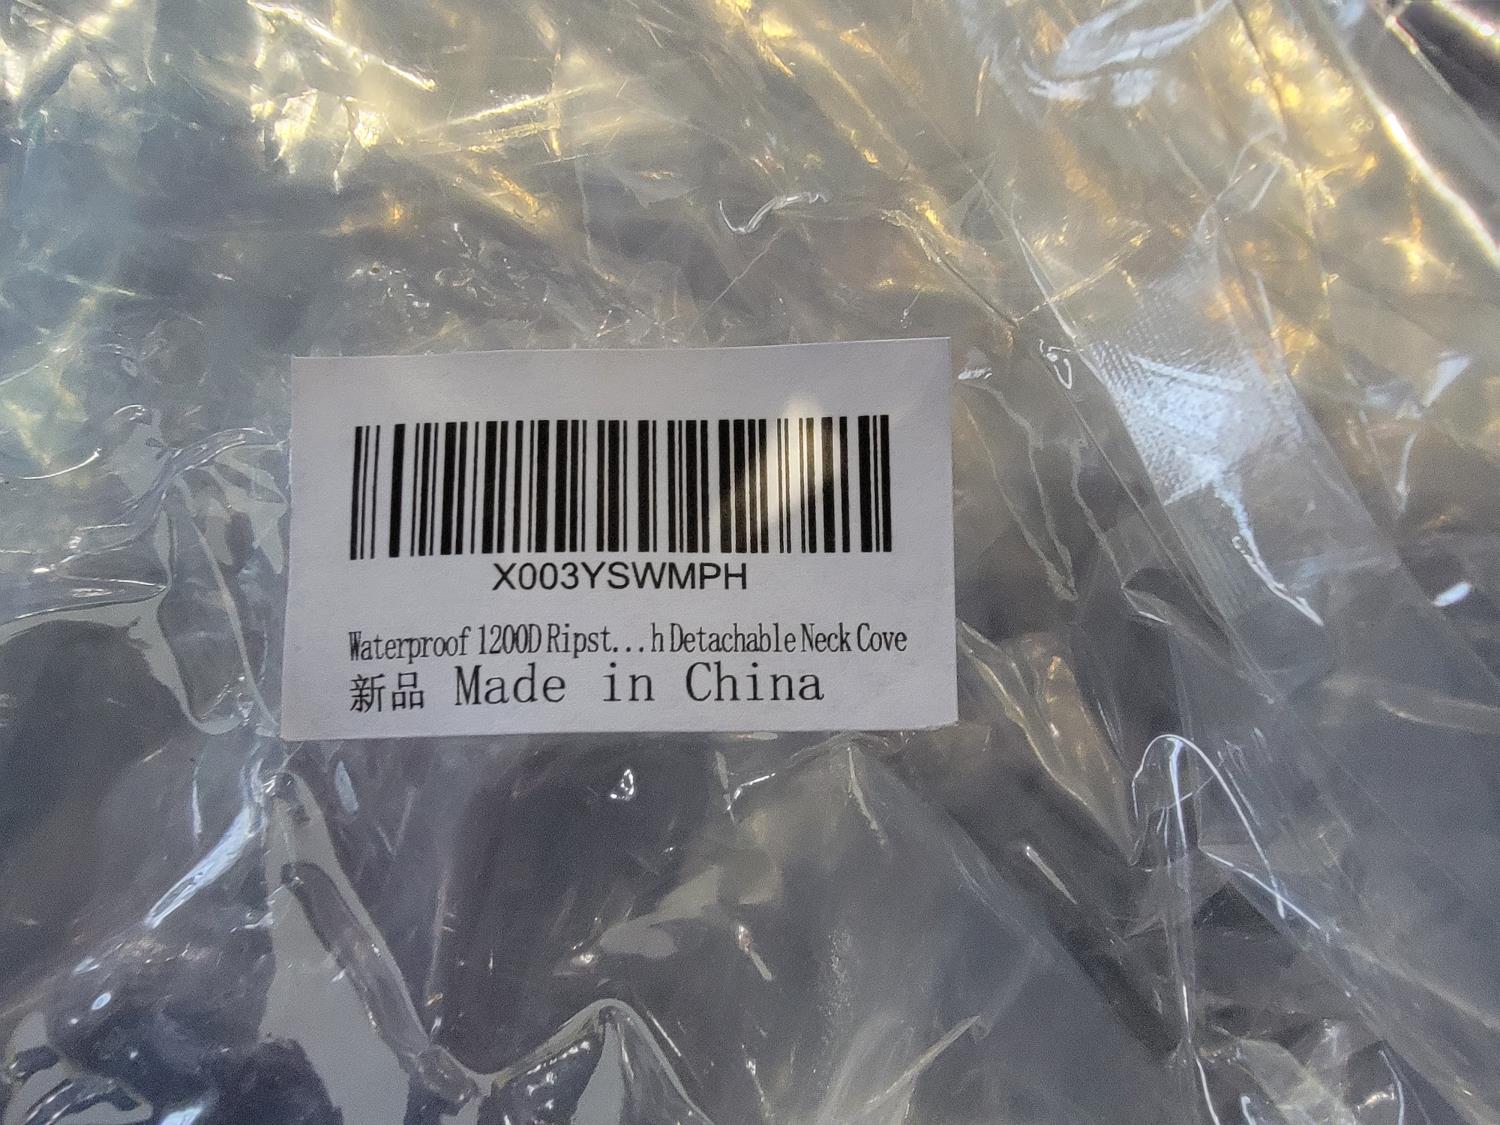 X003YSWMPH
Waterproof 1200D Ripst...h Detachable Neck Cove
新品 Made in China